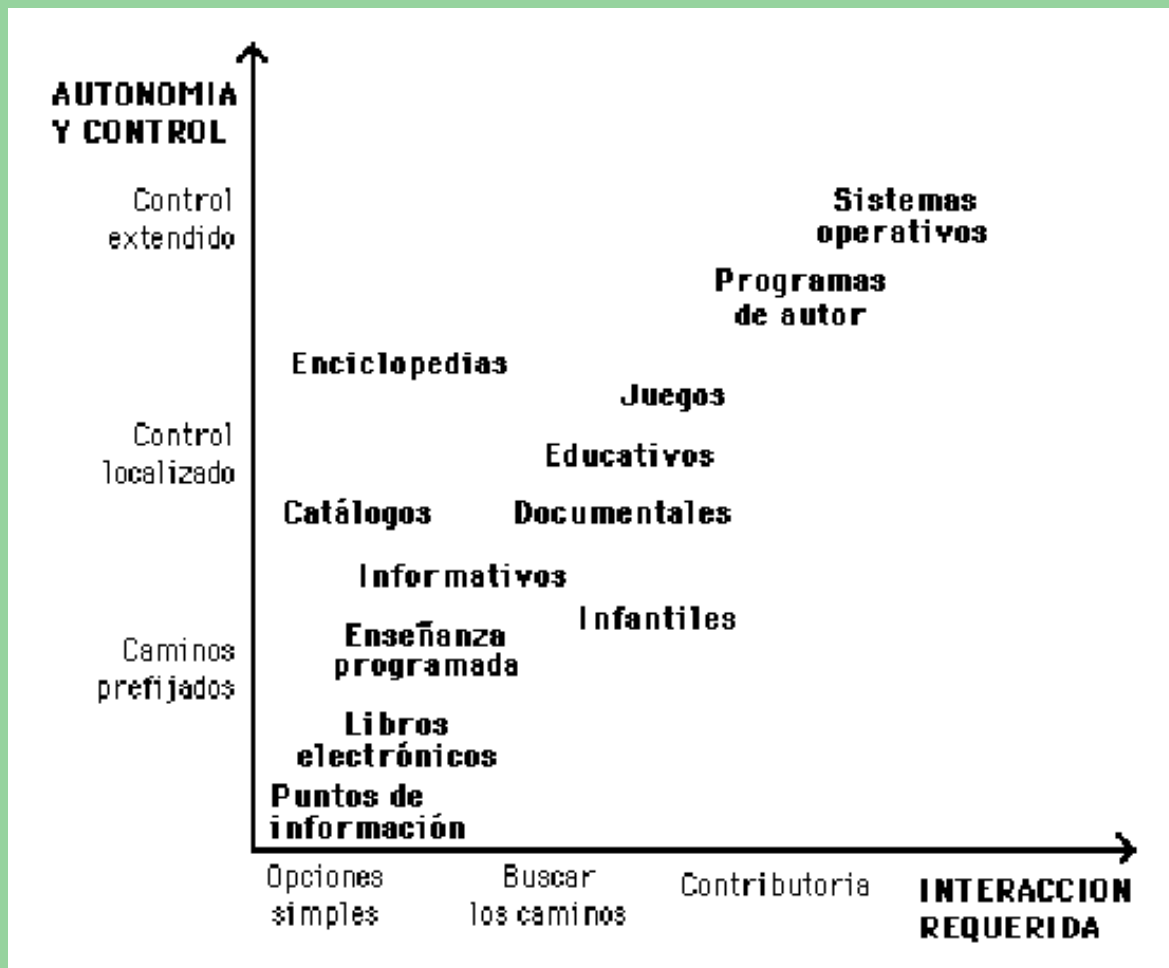 AUTONOMIA
Y CONTROL
Control
extendido
Sistemas
operativos
Programas
de autor
Enciclopedias
Juegos
Control
localizado
Educativos
Catálogos
Documentales
Informativos
Infantiles
Enseñanza
programada
Caminos
prefijados
Libros
electrónicos
Puntos de
información
Opciones
simples
Buscar
los caminos
Contributoria
INTERACCION
REQUERIDA